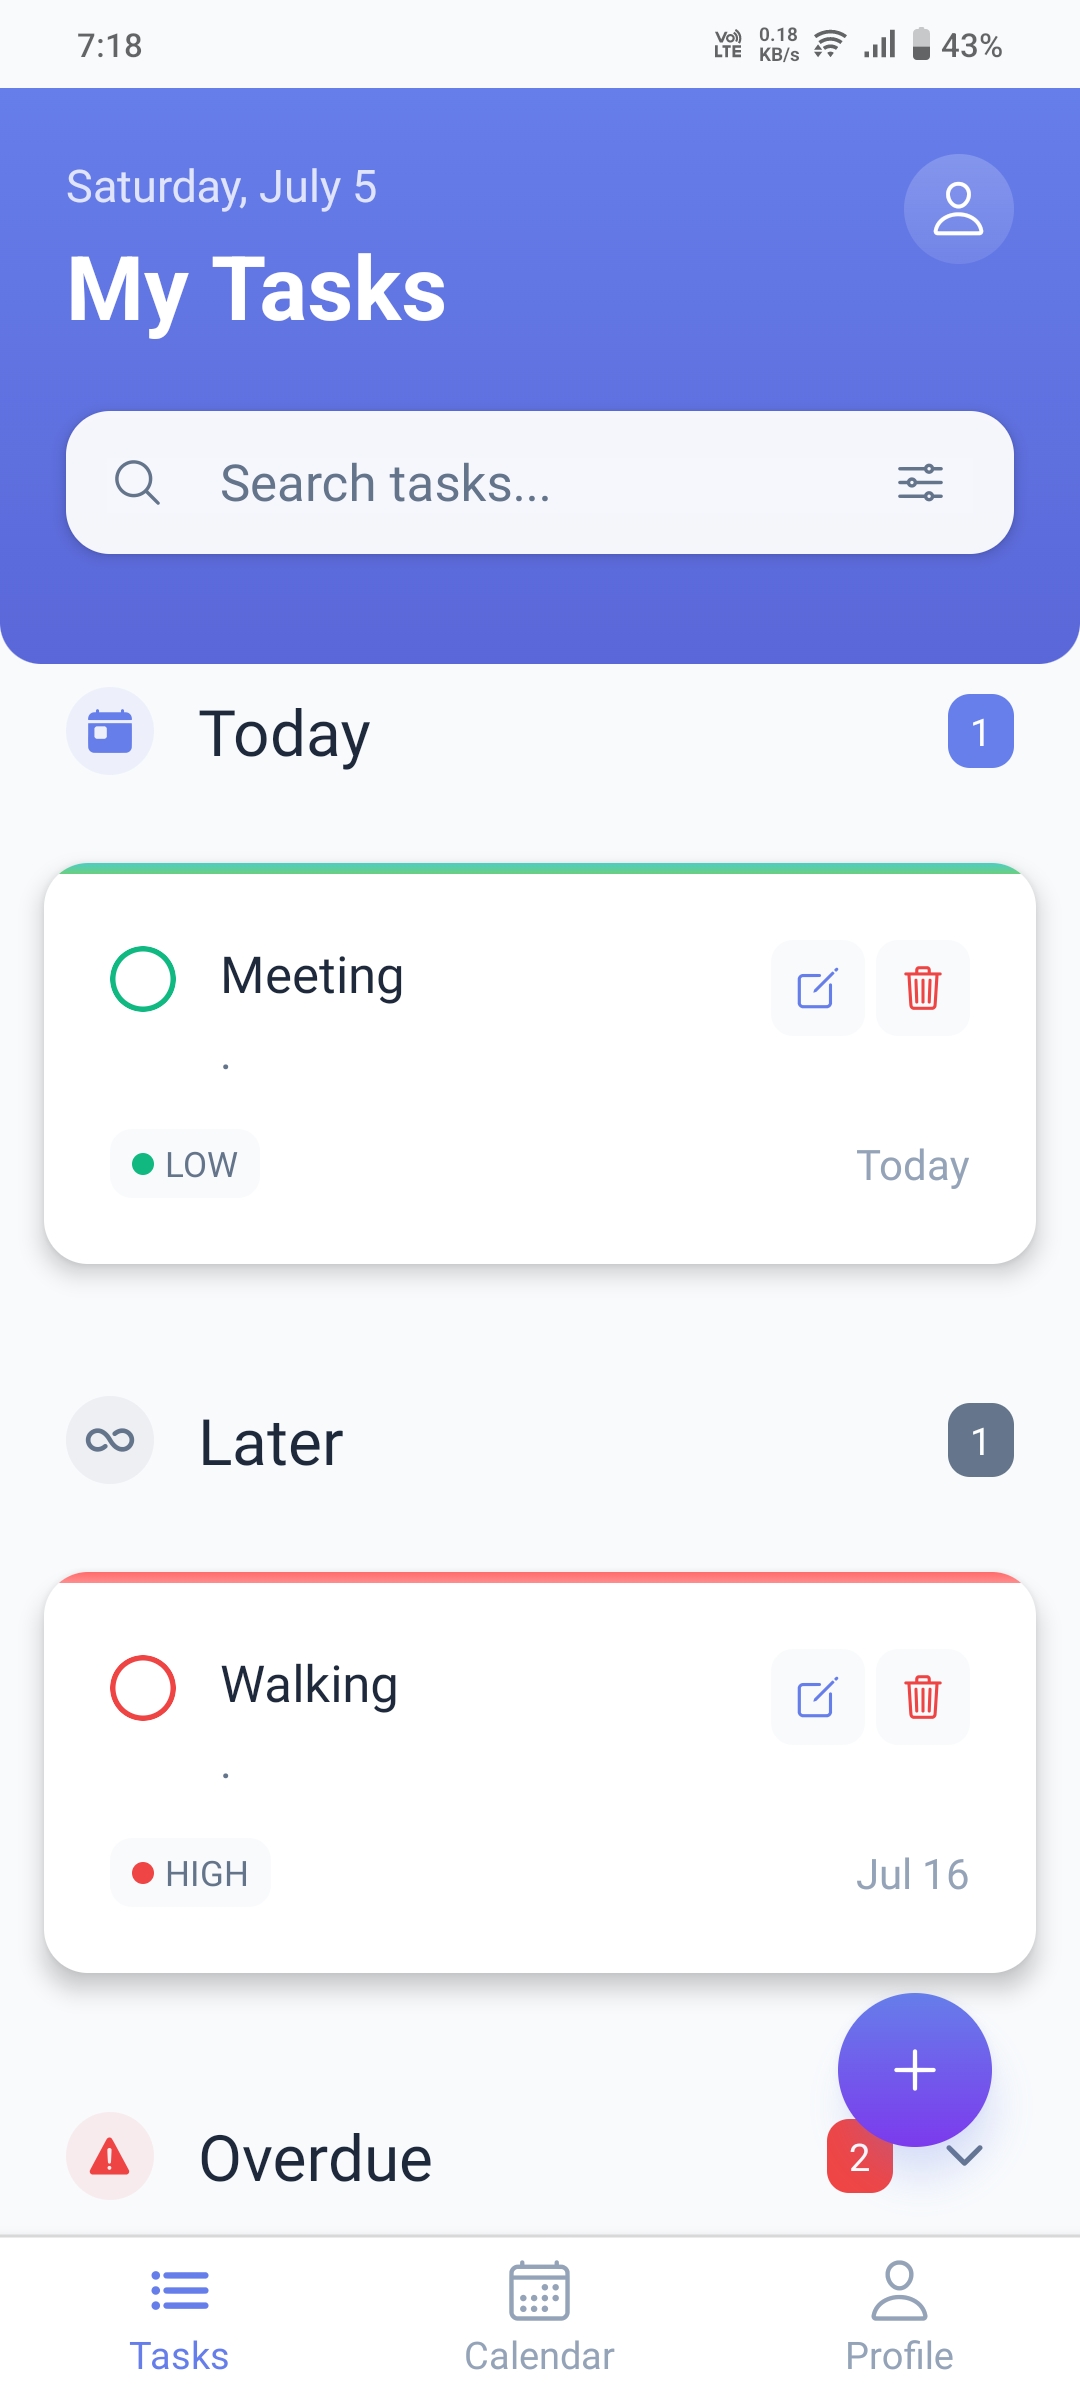 7:18
Vo)) LTE 0.18 KB/s 43%
Saturday, July 5
My Tasks
Search tasks...
Today 1
Meeting
.
LOW Today
Later 1
Walking
.
HIGH Jul 16
Overdue 2
Tasks Calendar Profile